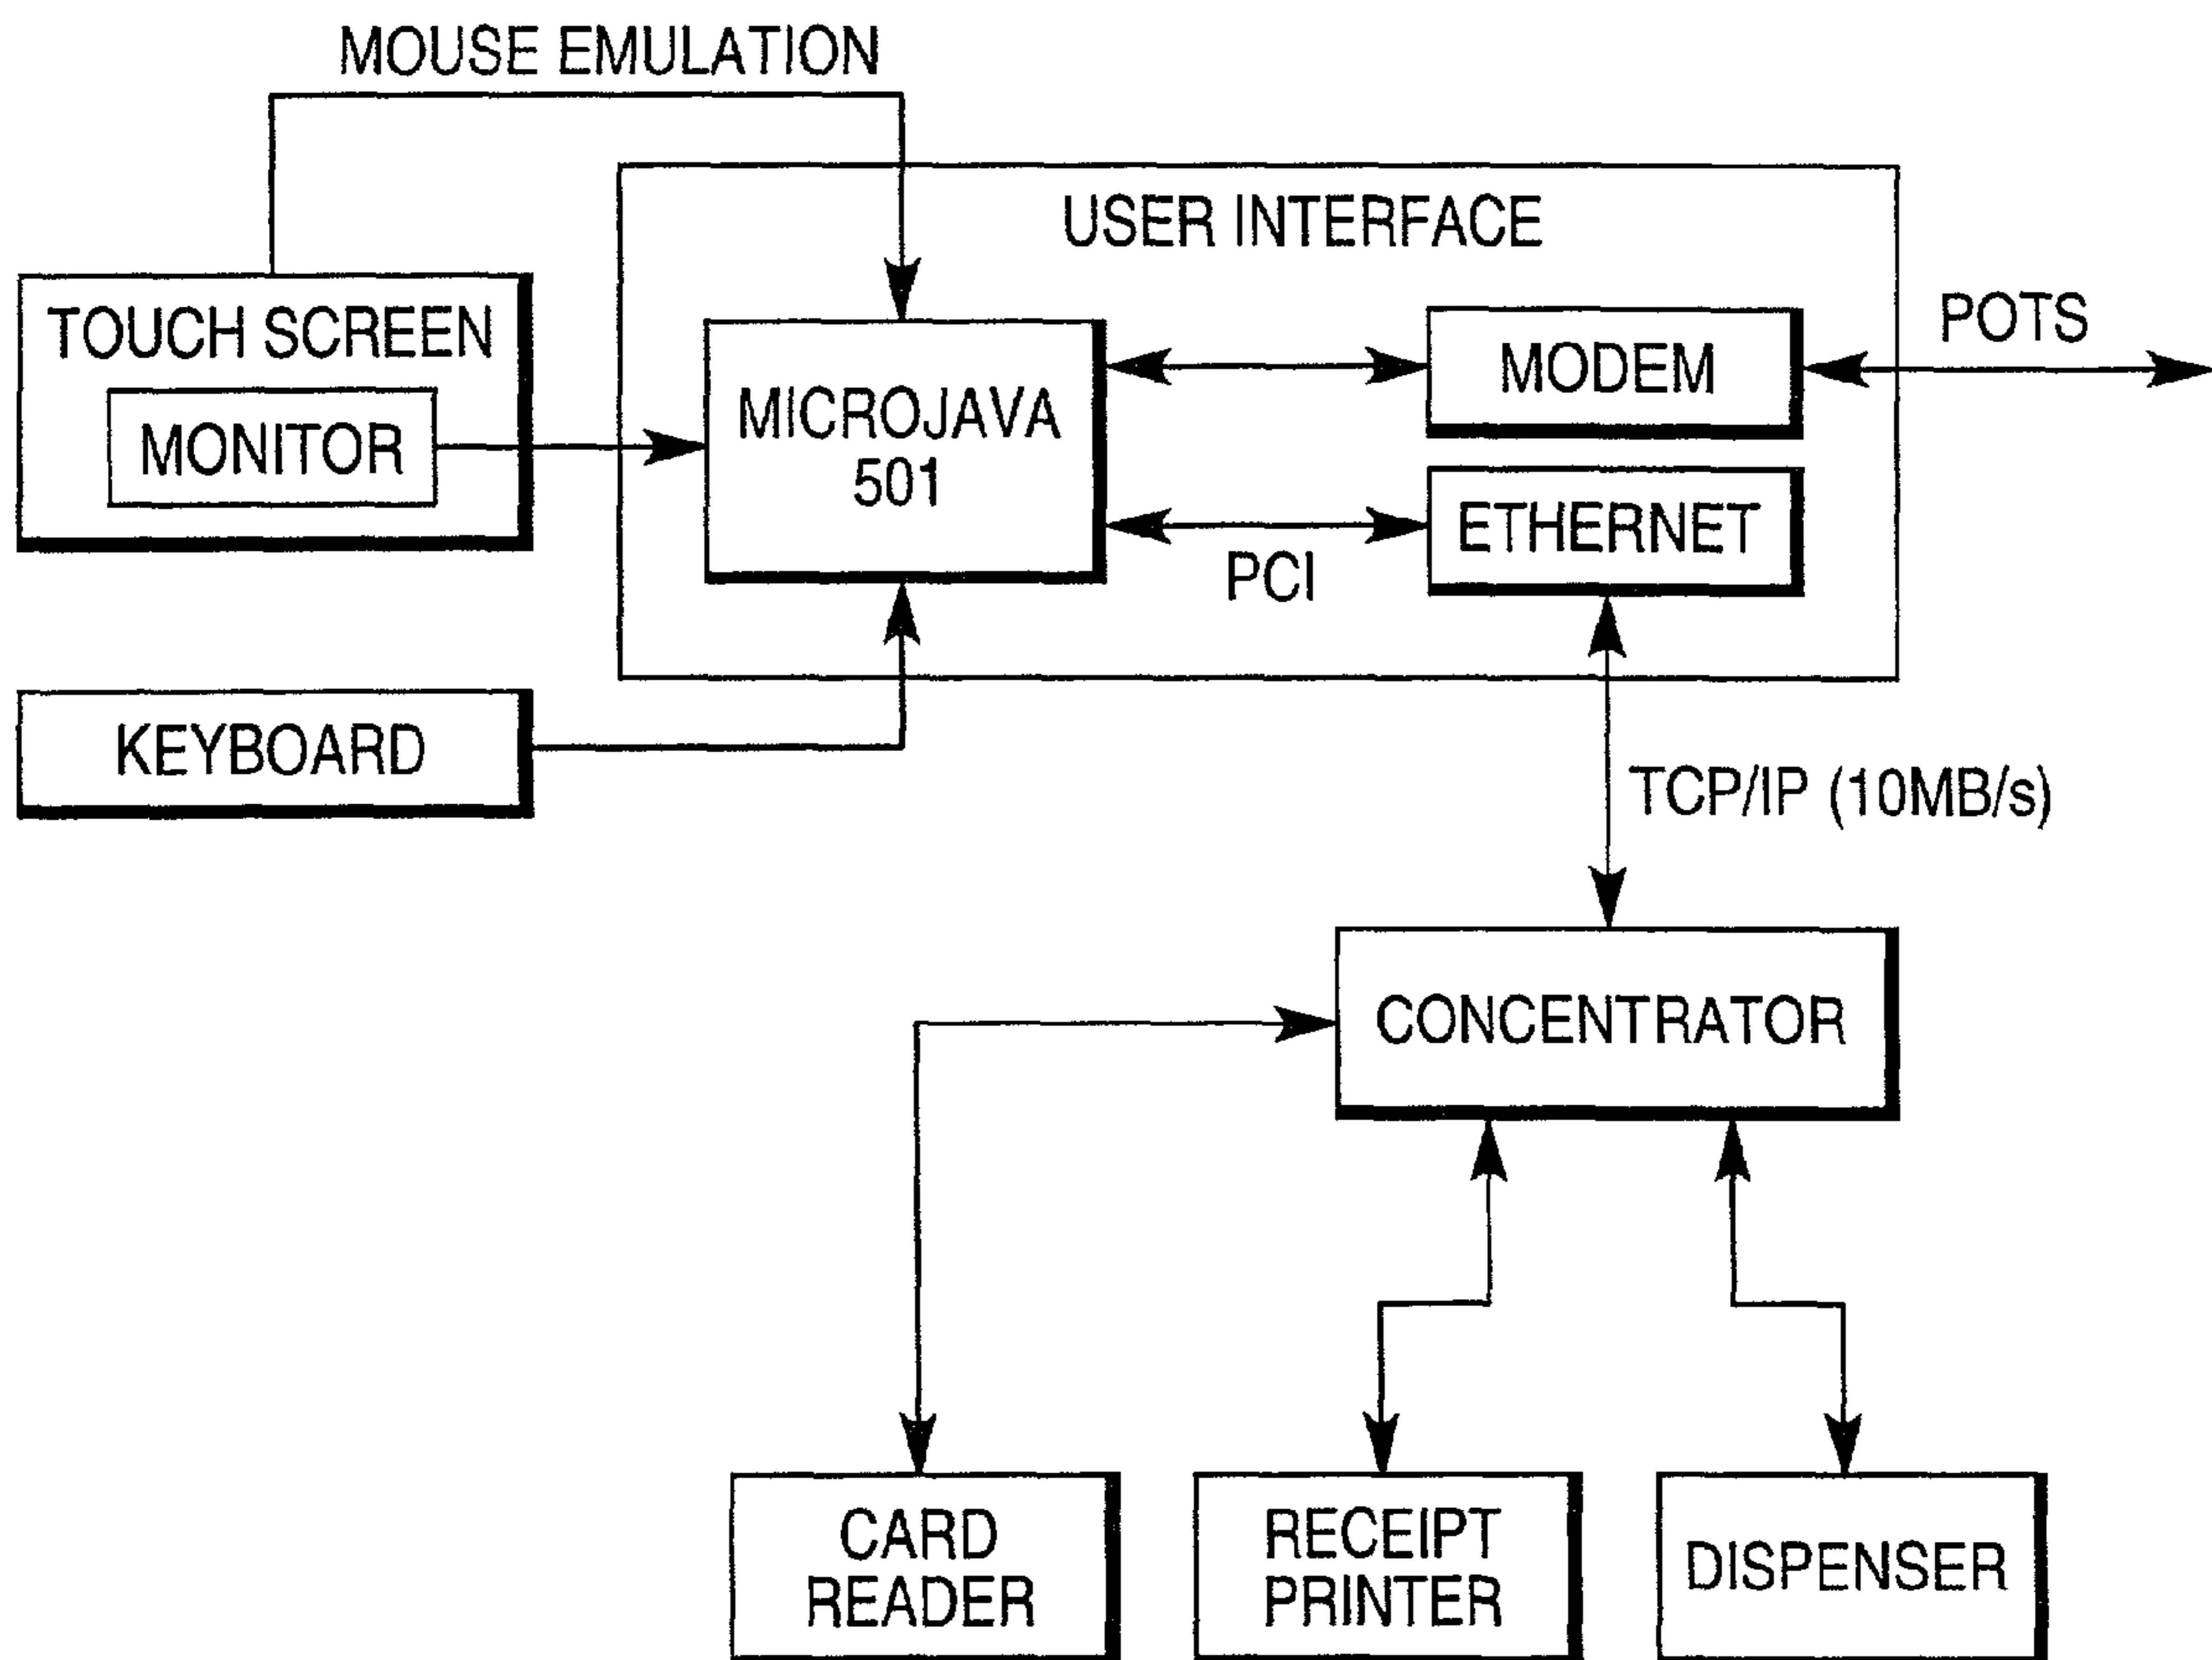 MOUSE EMULATION
USER INTERFACE
TOUCH SCREEN
MONITOR
MICROJAVA
501
MODEM
POTS
ETHERNET
PCI
KEYBOARD
TCP/IP (10MB/s)
CONCENTRATOR
CARD
READER
RECEIPT
PRINTER
DISPENSER